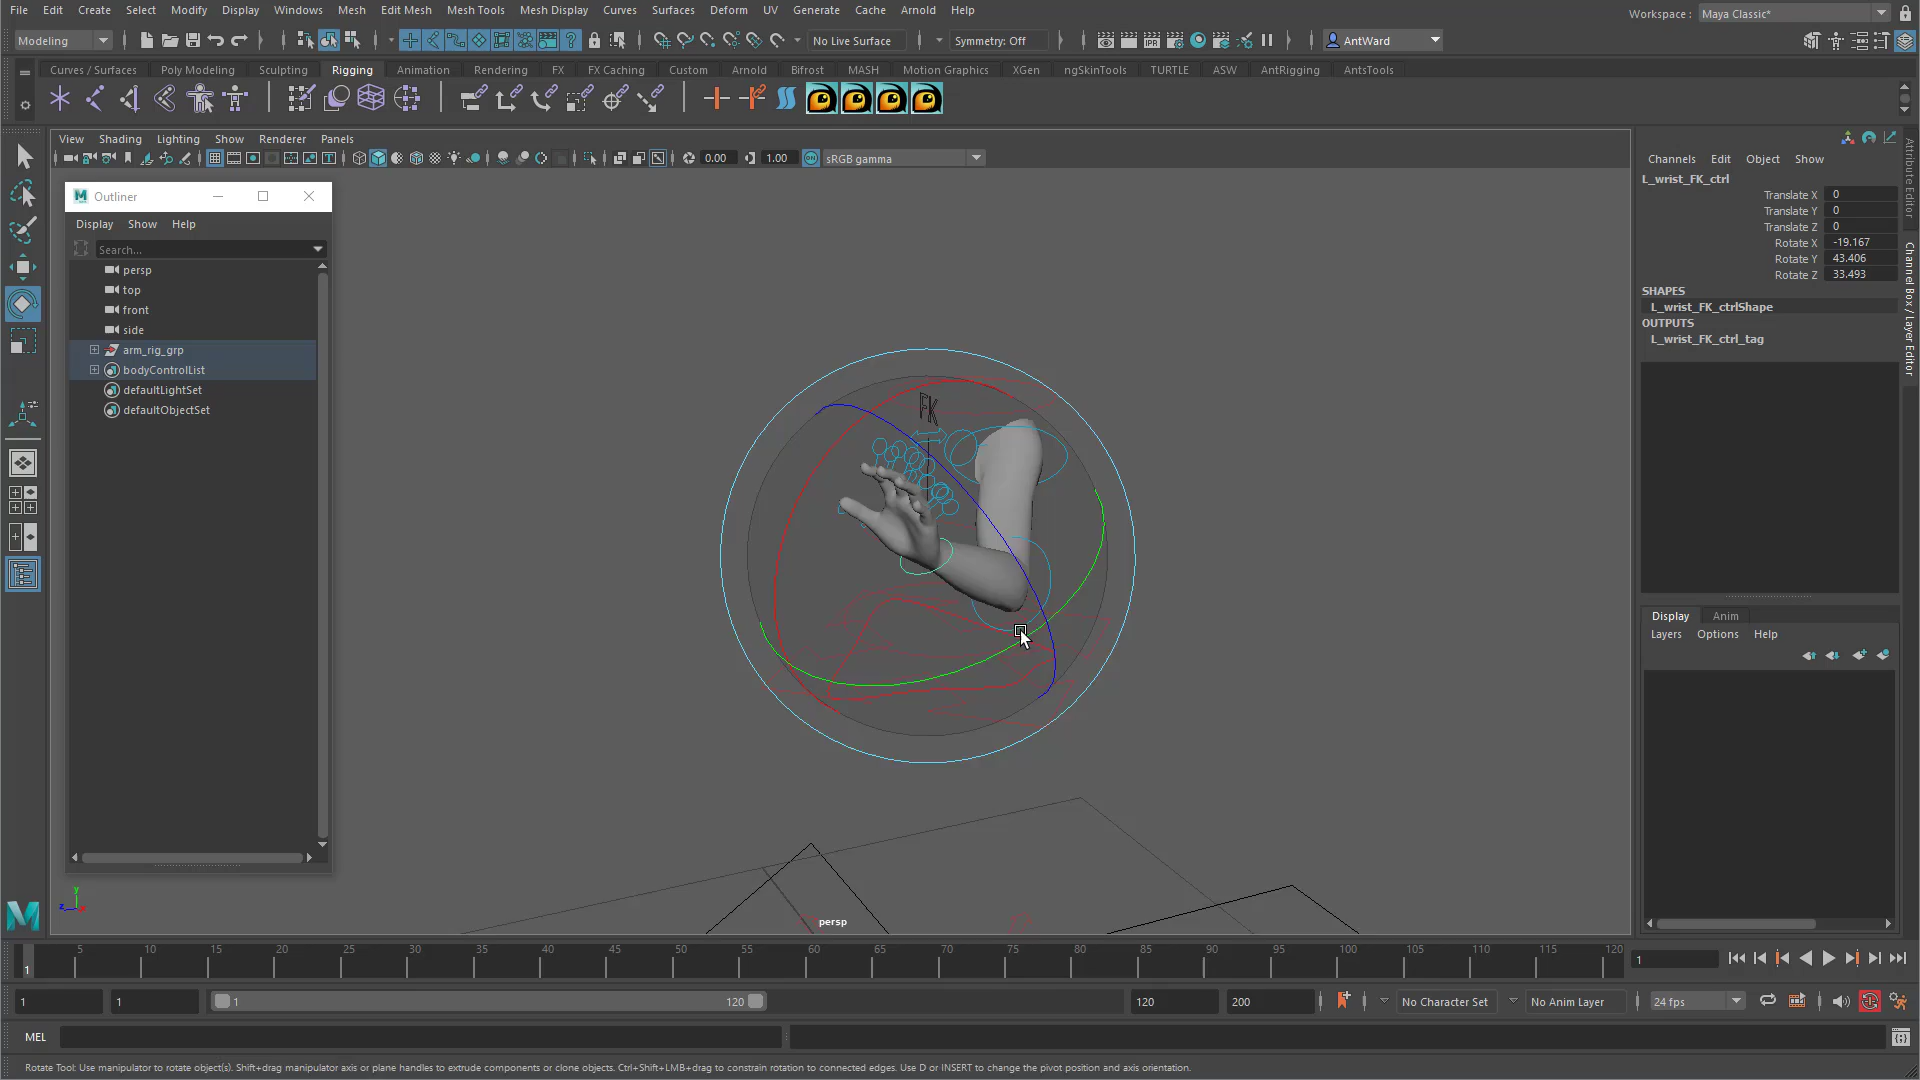 File Edit Create Select Modify Display Windows Mesh Edit Mesh Mesh Tools Mesh Display Curves Surfaces Deform UV Generate Cache Arnold Help
Workspace : Maya Classic*
Modeling
No Live Surface
Symmetry: Off
AntWard
Curves / Surfaces Poly Modeling Sculpting Rigging Animation Rendering FX FX Caching Custom Arnold Bifrost MASH Motion Graphics XGen ngSkinTools TURTLE ASW AntRigging AntsTools
View Shading Lighting Show Renderer Panels
0.00 1.00 ON sRGB gamma
Outliner
Display Show Help
Search...
persp
top
front
side
arm_rig_grp
bodyControlList
defaultLightSet
defaultObjectSet
FK
y
z
persp
Channels Edit Object Show
L_wrist_FK_ctrl
Translate X 0
Translate Y 0
Translate Z 0
Rotate X -19.167
Rotate Y 43.406
Rotate Z 33.493
SHAPES
L_wrist_FK_ctrlShape
OUTPUTS
L_wrist_FK_ctrl_tag
Attribute Editor
Channel Box / Layer Editor
Display Anim
Layers Options Help
5 10 15 20 25 30 35 40 45 50 55 60 65 70 75 80 85 90 95 100 105 110 115 120
1
1
1 1 1 120 120 200 No Character Set No Anim Layer 24 fps
MEL
Rotate Tool: Use manipulator to rotate object(s). Shift+drag manipulator axis or plane handles to extrude components or clone objects. Ctrl+Shift+LMB+drag to constrain rotation to connected edges. Use D or INSERT to change the pivot position and axis orientation.